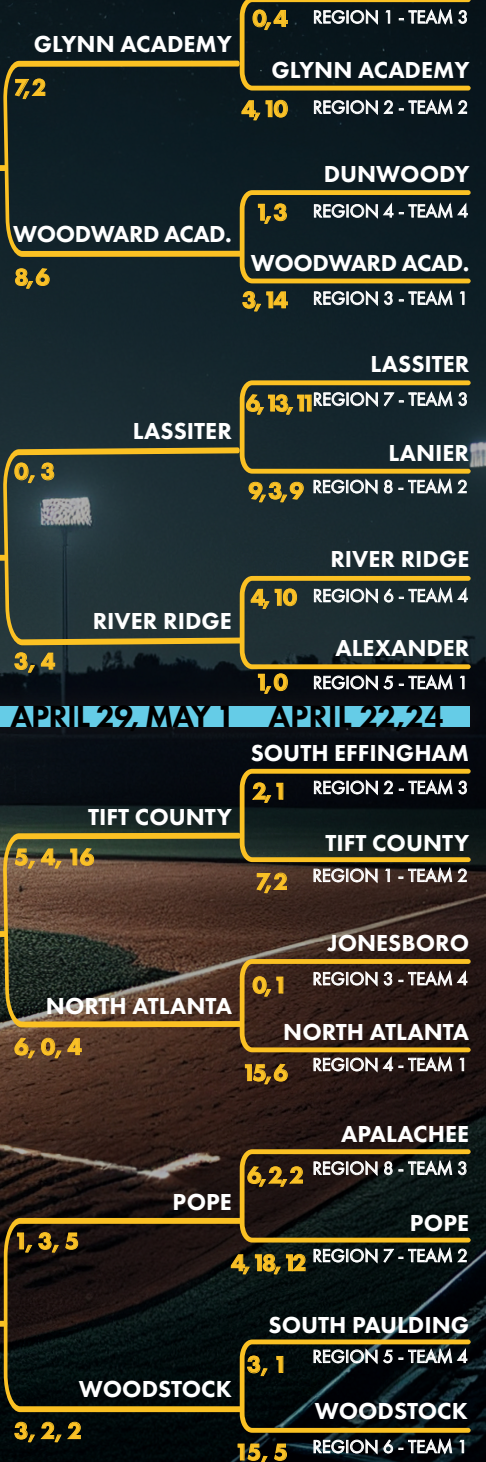 0,4 REGION 1 - TEAM 3
GLYNN ACADEMY
GLYNN ACADEMY
7,2
4, 10 REGION 2 - TEAM 2
DUNWOODY
1,3 REGION 4 - TEAM 4
WOODWARD ACAD.
WOODWARD ACAD.
8,6
3, 14 REGION 3 - TEAM 1
LASSITER
6, 13, 11 REGION 7 - TEAM 3
LASSITER
LANIER
0, 3
9,3,9 REGION 8 - TEAM 2
RIVER RIDGE
4, 10 REGION 6 - TEAM 4
RIVER RIDGE
ALEXANDER
3, 4
1,0 REGION 5 - TEAM 1
APRIL 29, MAY 1 APRIL 22,24
SOUTH EFFINGHAM
2, 1 REGION 2 - TEAM 3
TIFT COUNTY
TIFT COUNTY
5, 4, 16
7,2 REGION 1 - TEAM 2
JONESBORO
0, 1 REGION 3 - TEAM 4
NORTH ATLANTA
NORTH ATLANTA
6, 0, 4
15,6 REGION 4 - TEAM 1
APALACHEE
6,2,2 REGION 8 - TEAM 3
POPE
POPE
1, 3, 5
4, 18, 12 REGION 7 - TEAM 2
SOUTH PAULDING
3, 1 REGION 5 - TEAM 4
WOODSTOCK
WOODSTOCK
3, 2, 2
15, 5 REGION 6 - TEAM 1